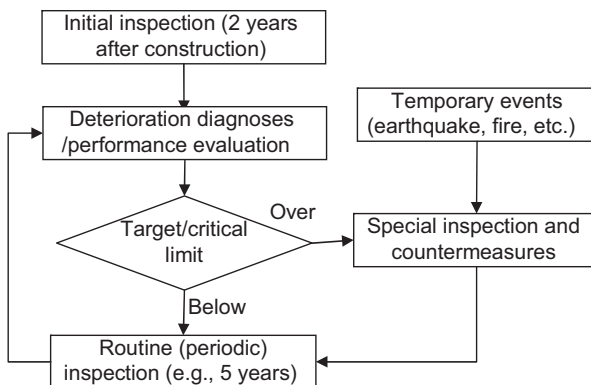 Initial inspection (2 years
after construction)
Deterioration diagnoses
/performance evaluation
Temporary events
(earthquake, fire, etc.)
Over
Target/critical
limit
Special inspection and
countermeasures
Below
Routine (periodic)
inspection (e.g., 5 years)